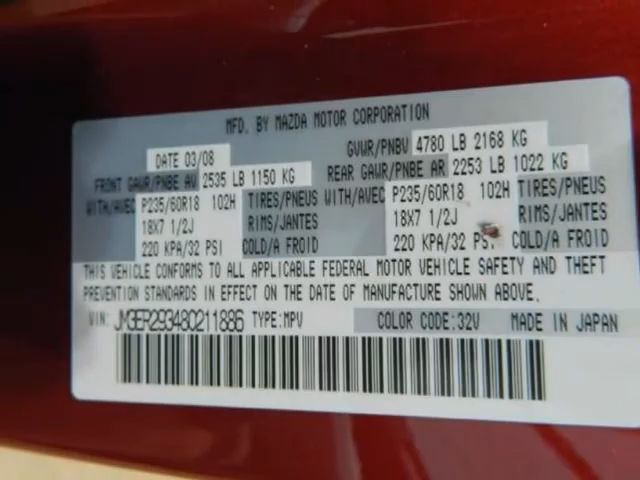 MFD. BY MAZDA MOTOR CORPORATION
DATE 03/08 GVWR/PNBV 4780 LB 2168 KG
FRONT GAWR/PNBE AV 2535 LB 1150 KG REAR GAWR/PNBE AR 2253 LB 1022 KG
WITH/AVEC P235/60R18 102H TIRES/PNEUS WITH/AVEC P235/60R18 102H TIRES/PNEUS
18X7 1/2J RIMS/JANTES 18X7 1/2J RIMS/JANTES
220 KPA/32 PSI COLD/A FROID 220 KPA/32 PSI COLD/A FROID
THIS VEHICLE CONFORMS TO ALL APPLICABLE FEDERAL MOTOR VEHICLE SAFETY AND THEFT
PREVENTION STANDARDS IN EFFECT ON THE DATE OF MANUFACTURE SHOWN ABOVE.
VIN: JM3ER293480211886 TYPE:MPV COLOR CODE:32V MADE IN JAPAN